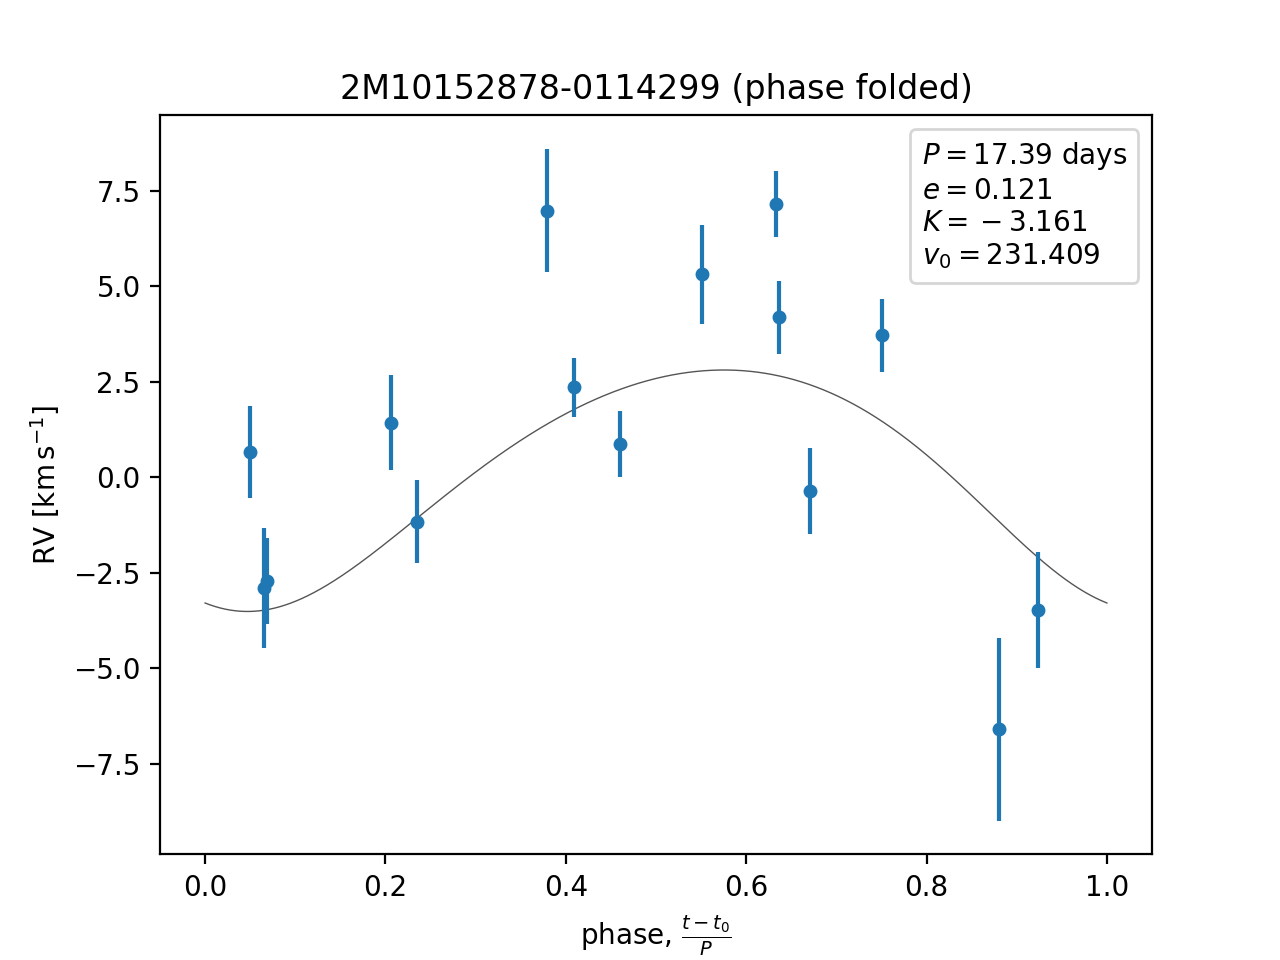 2M10152878-0114299 (phase folded)
P = 17.39 days
e = 0.121
K = −3.161
v₀ = 231.409
RV [km s⁻¹]
7.5
5.0
2.5
0.0
−2.5
−5.0
−7.5
0.0 0.2 0.4 0.6 0.8 1.0
phase, (t − t₀)/P